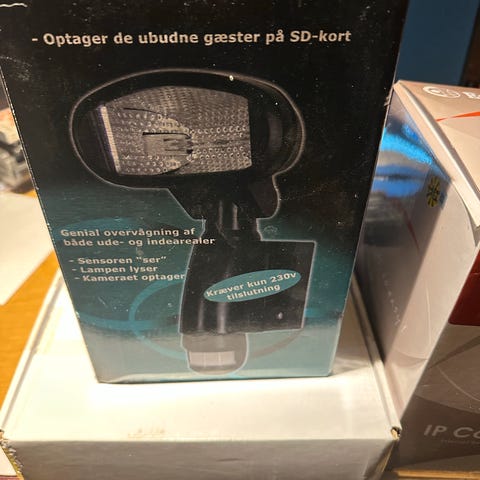 - Optager de ubudne gæster på SD-kort
Genial overvågning af
både ude- og indearealer
- Sensoren "ser"
- Lampen lyser
- Kameraet optager
Kræver kun 230v
tilslutning
IP